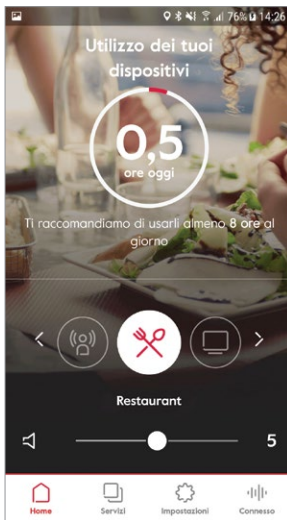 76% 14:26
Utilizzo dei tuoi
dispositivi
0,5
ore oggi
Ti raccomandiamo di usarli almeno 8 ore al
giorno
Restaurant
5
Home Servizi Impostazioni Connesso